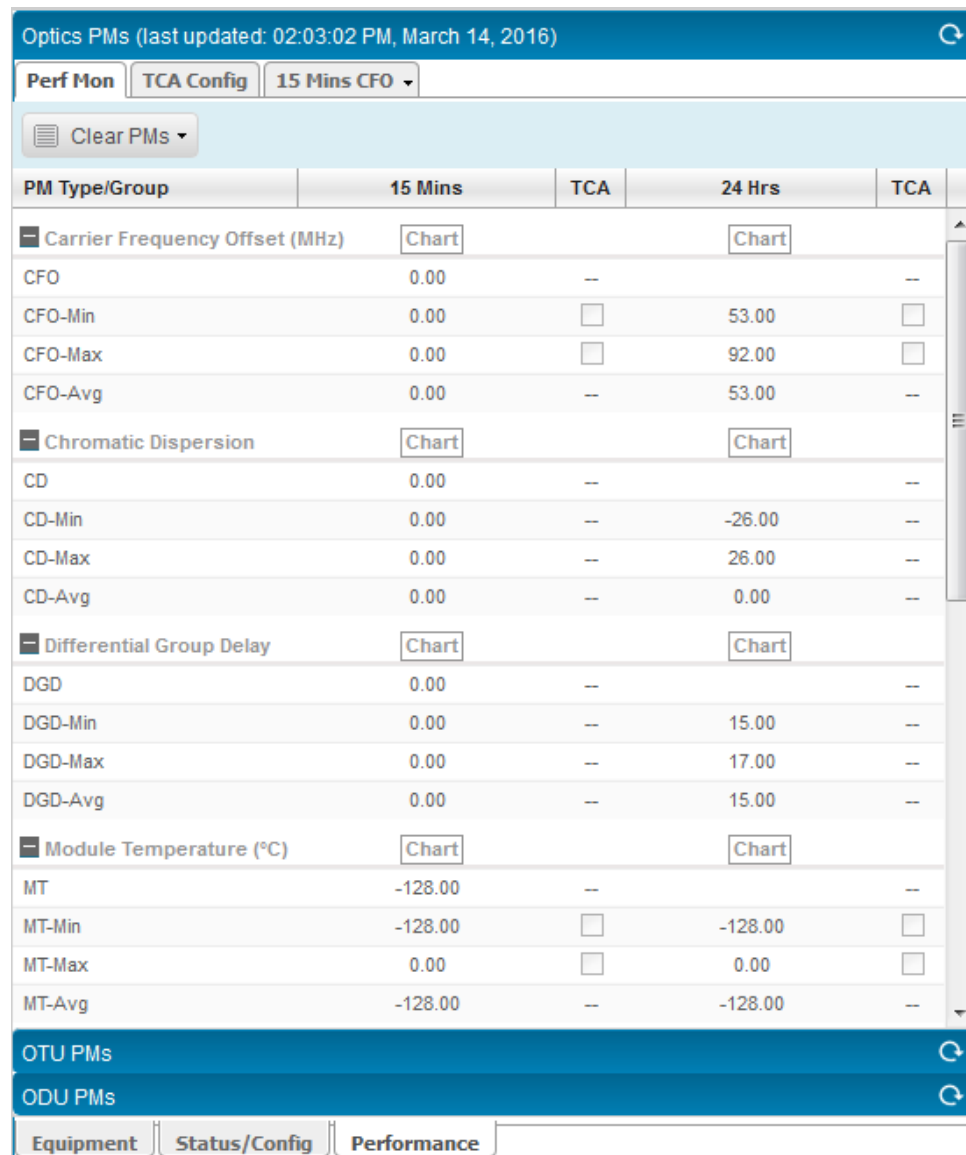 Optics PMs (last updated: 02:03:02 PM, March 14, 2016)
Perf Mon TCA Config 15 Mins CFO
Clear PMs
PM Type/Group 15 Mins TCA 24 Hrs TCA
Carrier Frequency Offset (MHz) Chart Chart
CFO 0.00 -- --
CFO-Min 0.00 53.00
CFO-Max 0.00 92.00
CFO-Avg 0.00 -- 53.00 --
Chromatic Dispersion Chart Chart
CD 0.00 -- --
CD-Min 0.00 -- -26.00 --
CD-Max 0.00 -- 26.00 --
CD-Avg 0.00 -- 0.00 --
Differential Group Delay Chart Chart
DGD 0.00 -- --
DGD-Min 0.00 -- 15.00 --
DGD-Max 0.00 -- 17.00 --
DGD-Avg 0.00 -- 15.00 --
Module Temperature (ºC) Chart Chart
MT -128.00 -- --
MT-Min -128.00 -128.00
MT-Max 0.00 0.00
MT-Avg -128.00 -- -128.00 --
OTU PMs
ODU PMs
Equipment Status/Config Performance